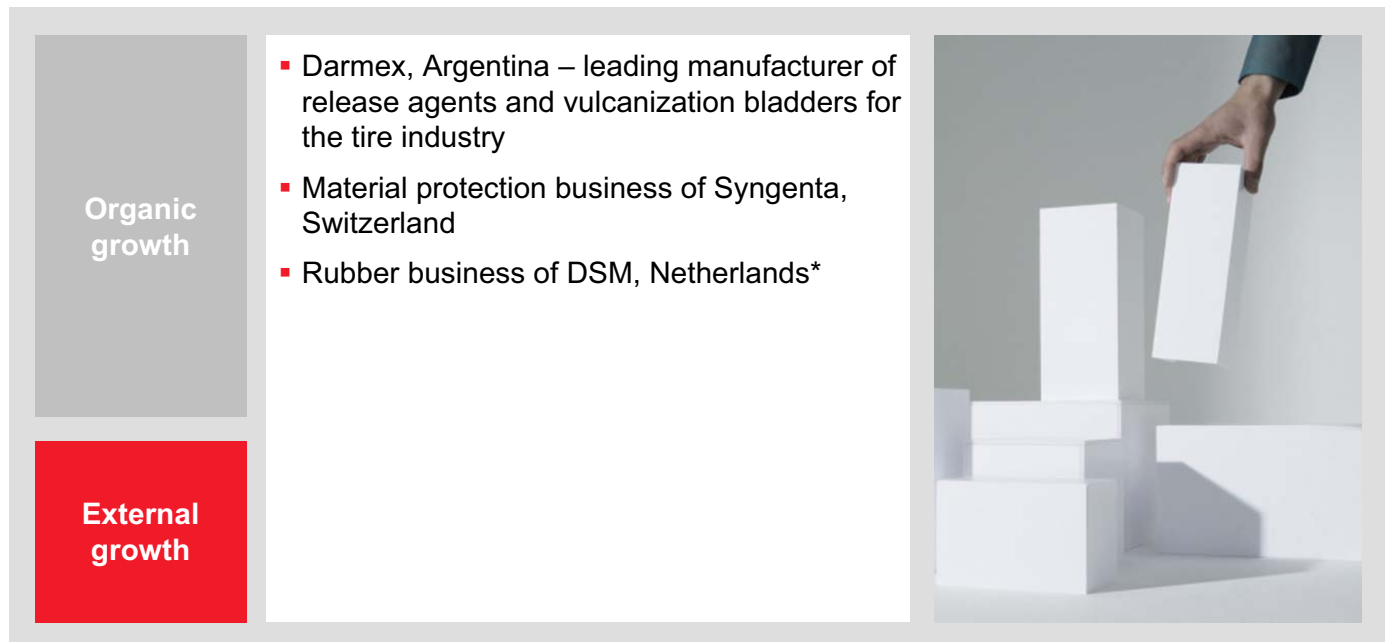 Organic
growth
External
growth
▪ Darmex, Argentina – leading manufacturer of
release agents and vulcanization bladders for
the tire industry
▪ Material protection business of Syngenta,
Switzerland
▪ Rubber business of DSM, Netherlands*